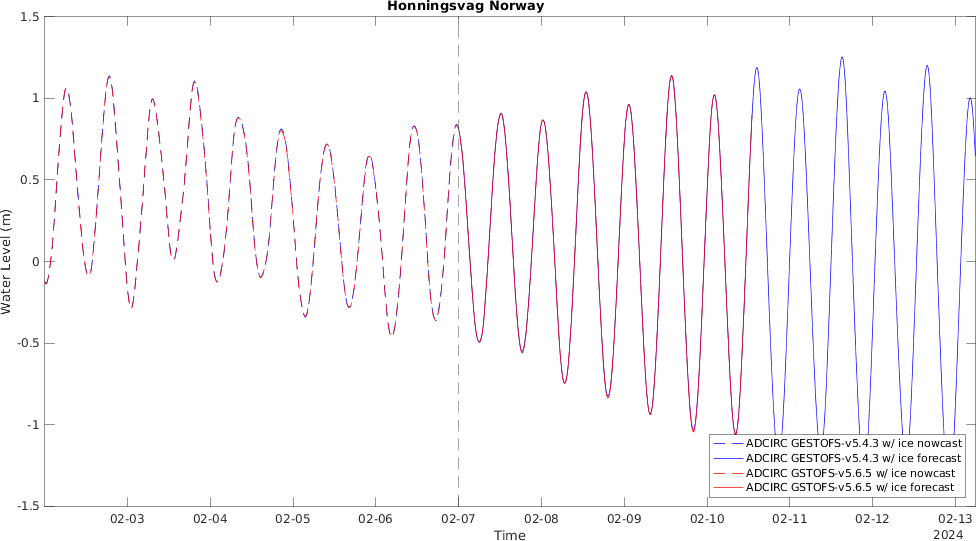 Honningsvag Norway
1.5
1
0.5
0
-0.5
-1
-1.5
Water Level (m)
02-03 02-04 02-05 02-06 02-07 02-08 02-09 02-10 02-11 02-12 02-13
Time
2024
ADCIRC GESTOFS-v5.4.3 w/ ice nowcast
ADCIRC GESTOFS-v5.4.3 w/ ice forecast
ADCIRC GSTOFS-v5.6.5 w/ ice nowcast
ADCIRC GSTOFS-v5.6.5 w/ ice forecast